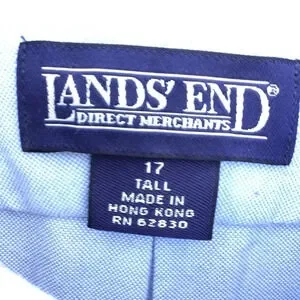 LANDS' END®
DIRECT MERCHANTS
17
TALL
MADE IN
HONG KONG
RN 62830